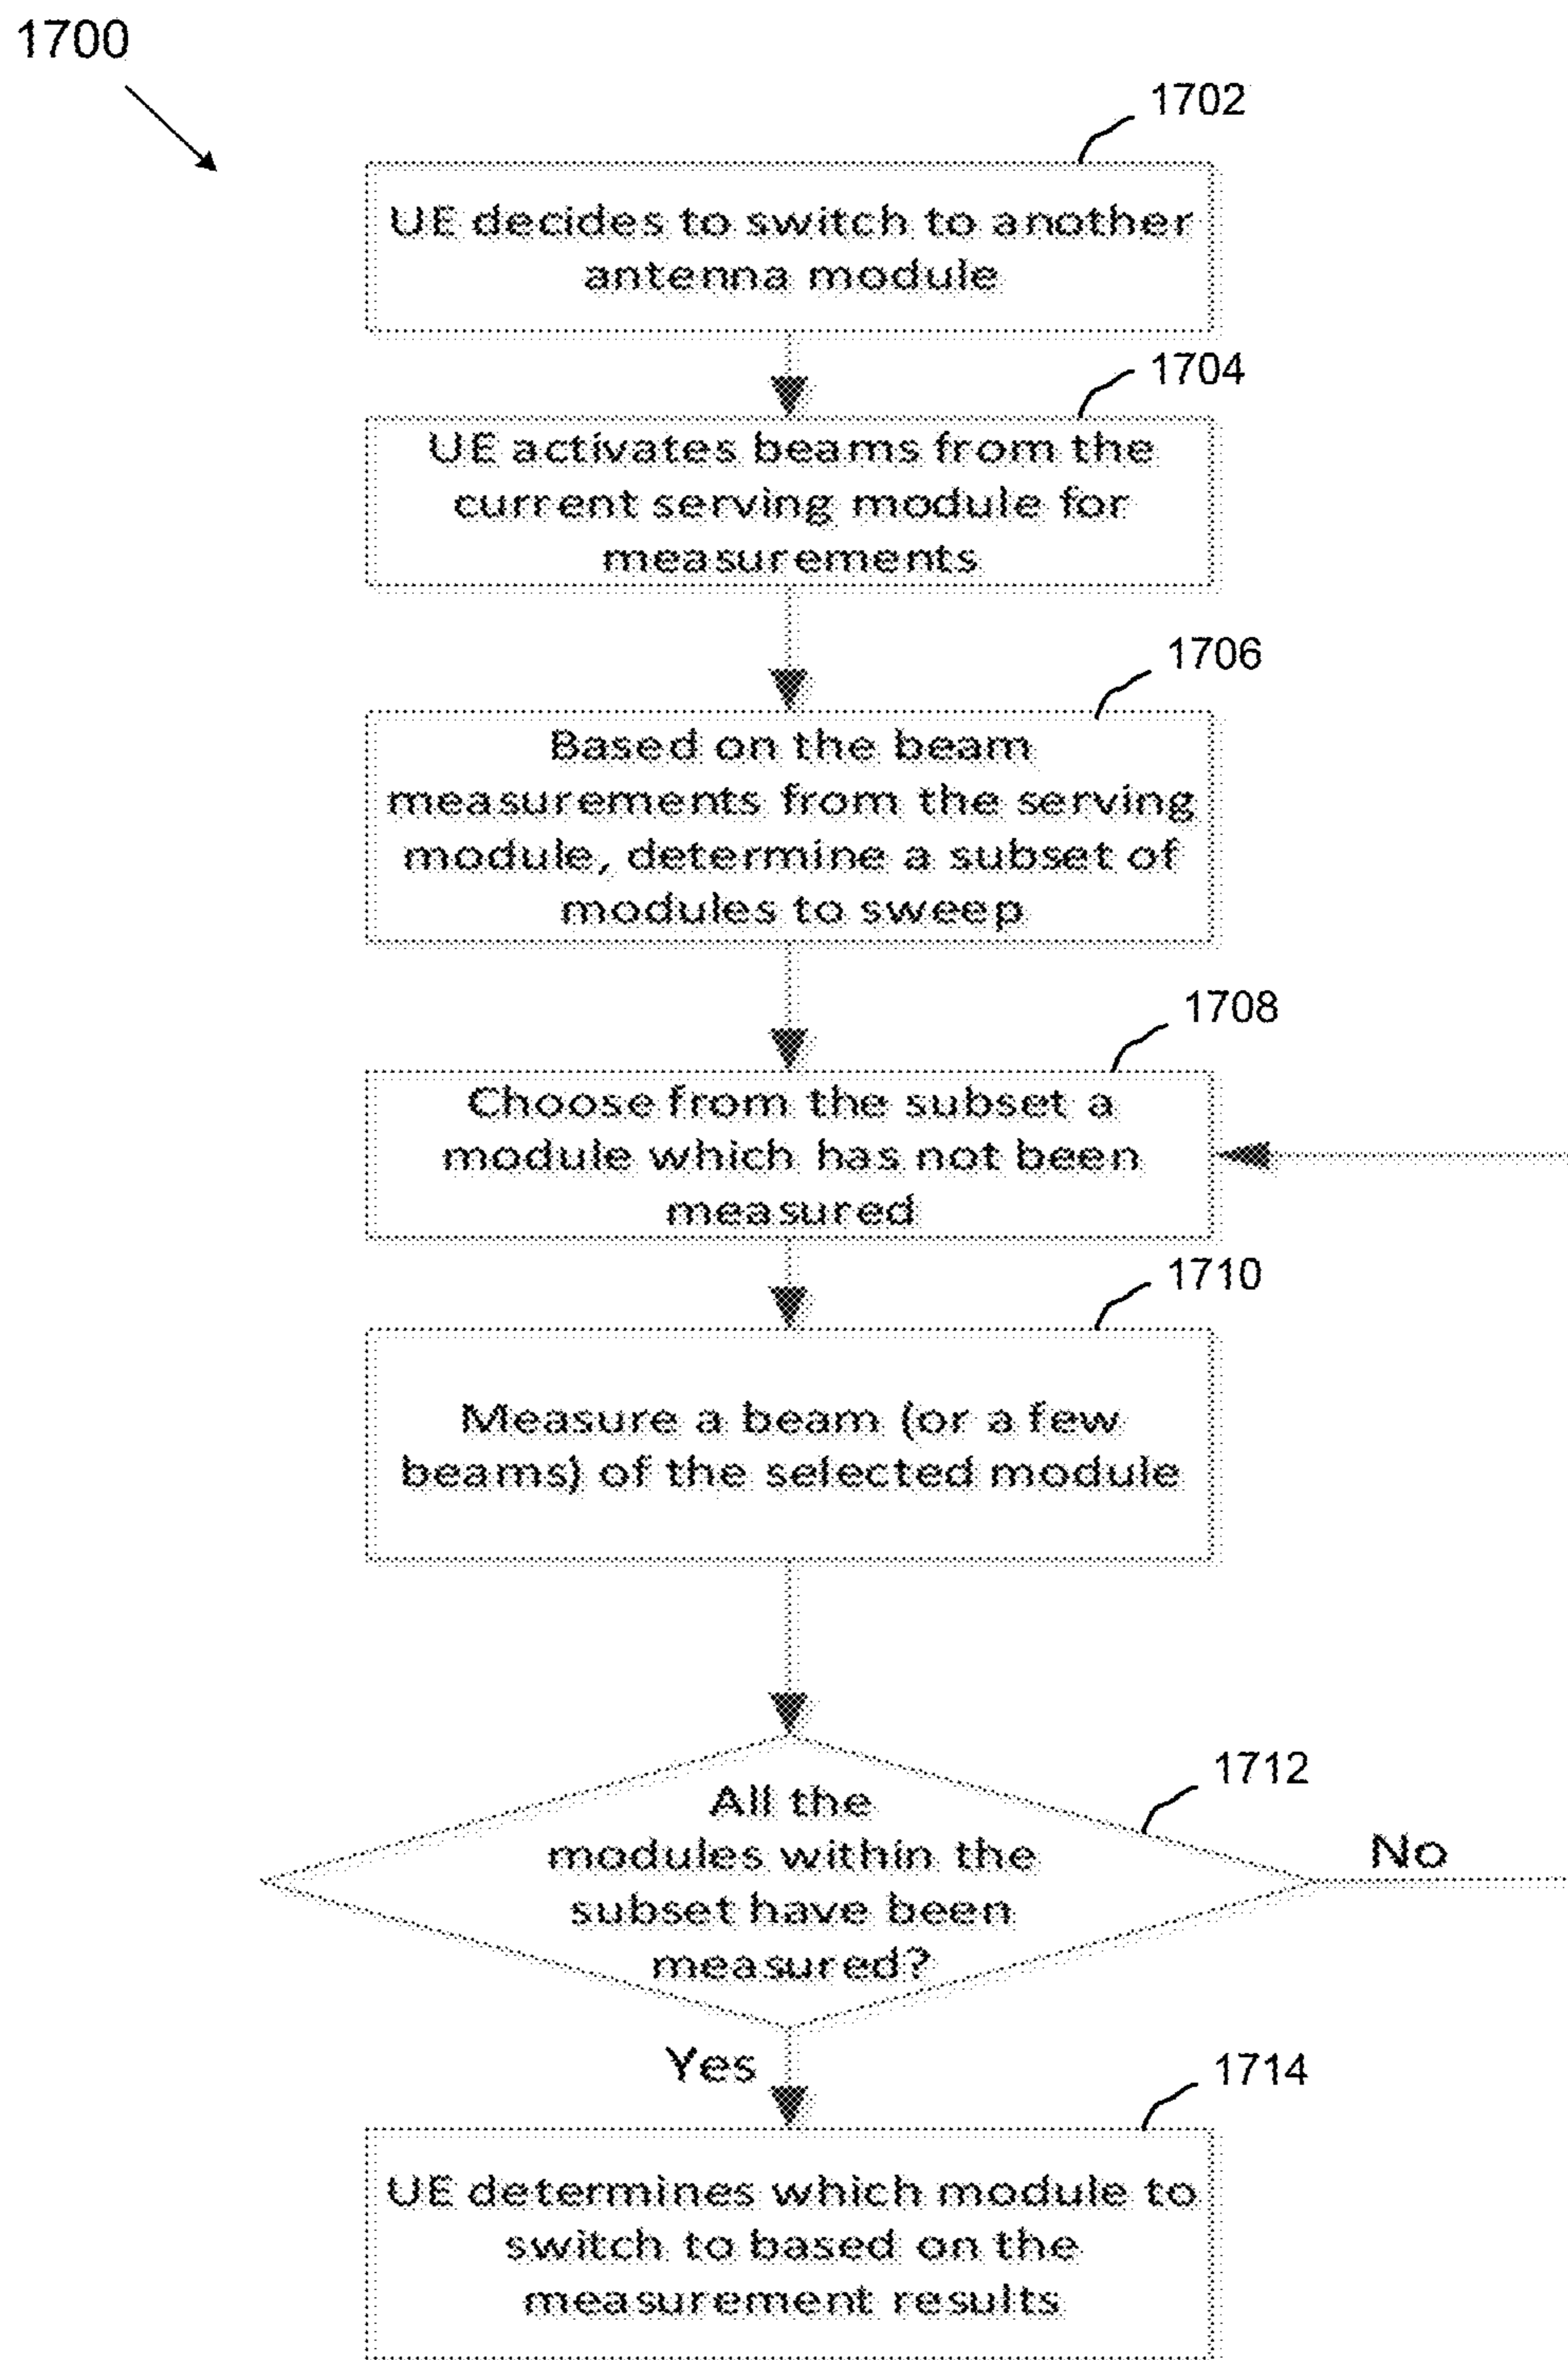 1700
1702
UE decides to switch to another
antenna module
1704
UE activates beams from the
current serving module for
measurements
1706
Based on the beam
measurements from the serving
module, determine a subset of
modules to sweep
1708
Choose from the subset a
module which has not been
measured
1710
Measure a beam (or a few
beams) of the selected module
1712
All the
modules within the
subset have been
measured?
No
Yes
1714
UE determines which module to
switch to based on the
measurement results